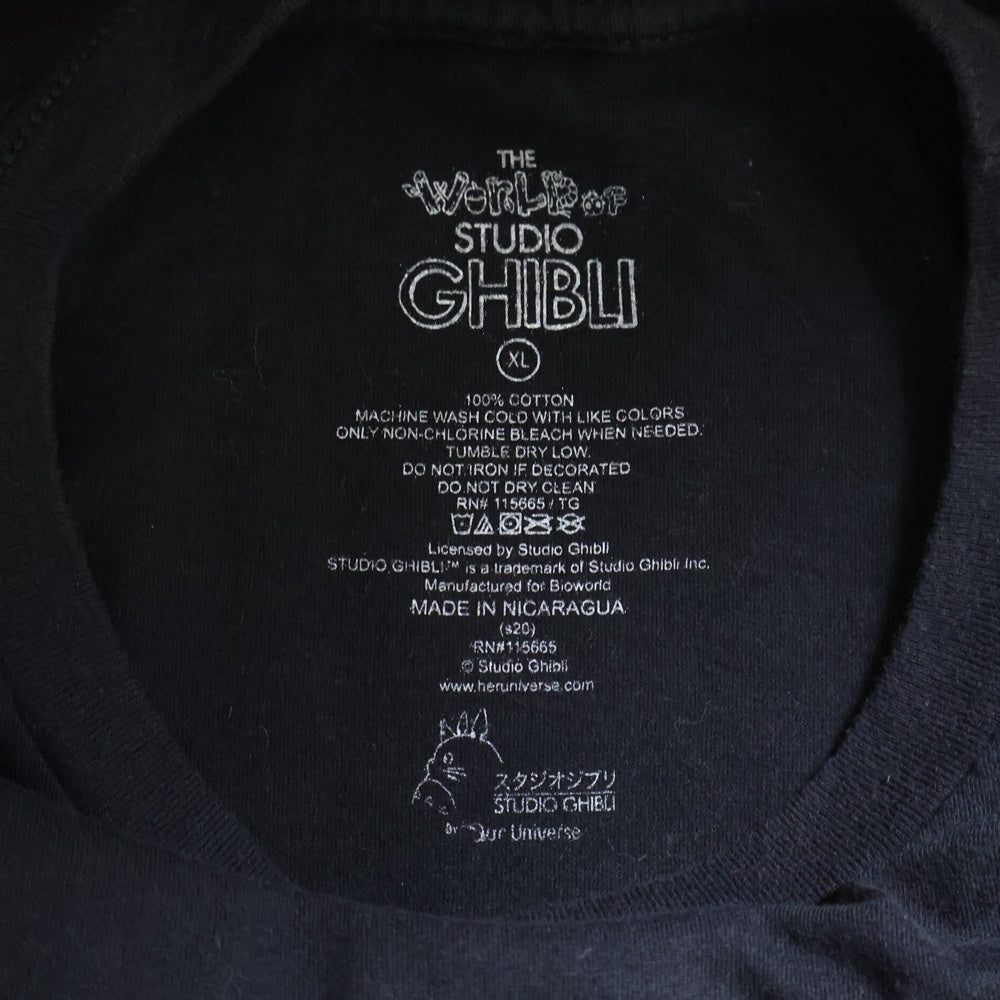 THE
WORLD OF
STUDIO
GHIBLI
XL
100% COTTON
MACHINE WASH COLD WITH LIKE COLORS
ONLY NON-CHLORINE BLEACH WHEN NEEDED.
TUMBLE DRY LOW.
DO NOT IRON IF DECORATED
DO NOT DRY CLEAN
RN# 115665 / TG
Licensed by Studio Ghibli
STUDIO GHIBLI™ is a trademark of Studio Ghibli Inc.
Manufactured for Bioworld
MADE IN NICARAGUA
(s20)
RN#115665
© Studio Ghibli
www.heruniverse.com
スタジオジブリ
STUDIO GHIBLI
BY Our Universe